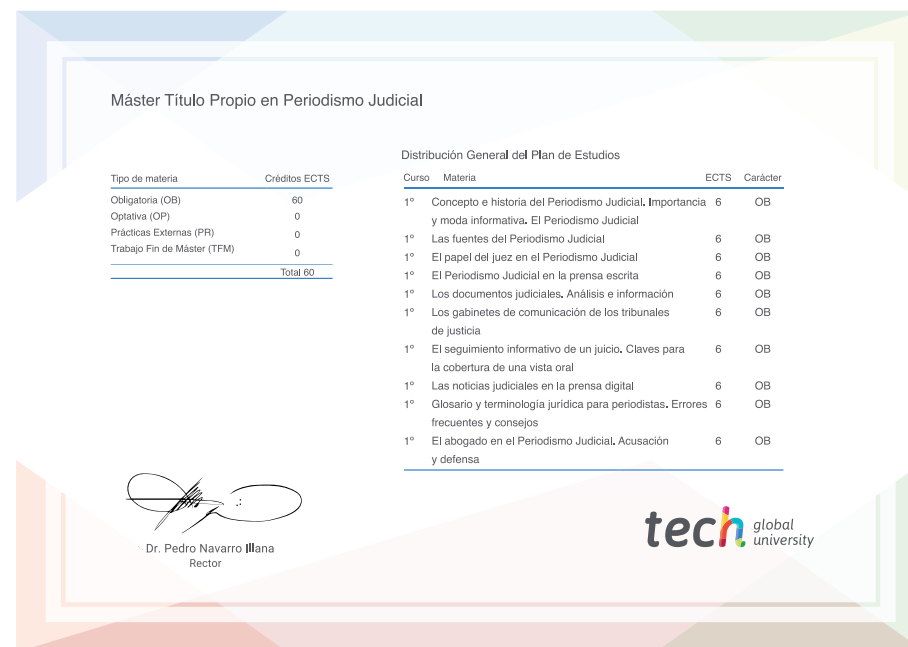 Máster Título Propio en Periodismo Judicial
Tipo de materia Créditos ECTS
Obligatoria (OB) 60
Optativa (OP) 0
Prácticas Externas (PR) 0
Trabajo Fin de Máster (TFM) 0
Total 60
Distribución General del Plan de Estudios
Curso Materia ECTS Carácter
1º Concepto e historia del Periodismo Judicial. Importancia 6 OB
y moda informativa. El Periodismo Judicial
1º Las fuentes del Periodismo Judicial 6 OB
1º El papel del juez en el Periodismo Judicial 6 OB
1º El Periodismo Judicial en la prensa escrita 6 OB
1º Los documentos judiciales. Análisis e información 6 OB
1º Los gabinetes de comunicación de los tribunales 6 OB
de justicia
1º El seguimiento informativo de un juicio. Claves para 6 OB
la cobertura de una vista oral
1º Las noticias judiciales en la prensa digital 6 OB
1º Glosario y terminología jurídica para periodistas. Errores 6 OB
frecuentes y consejos
1º El abogado en el Periodismo Judicial. Acusación 6 OB
y defensa
Dr. Pedro Navarro Illana
Rector
tech global
university